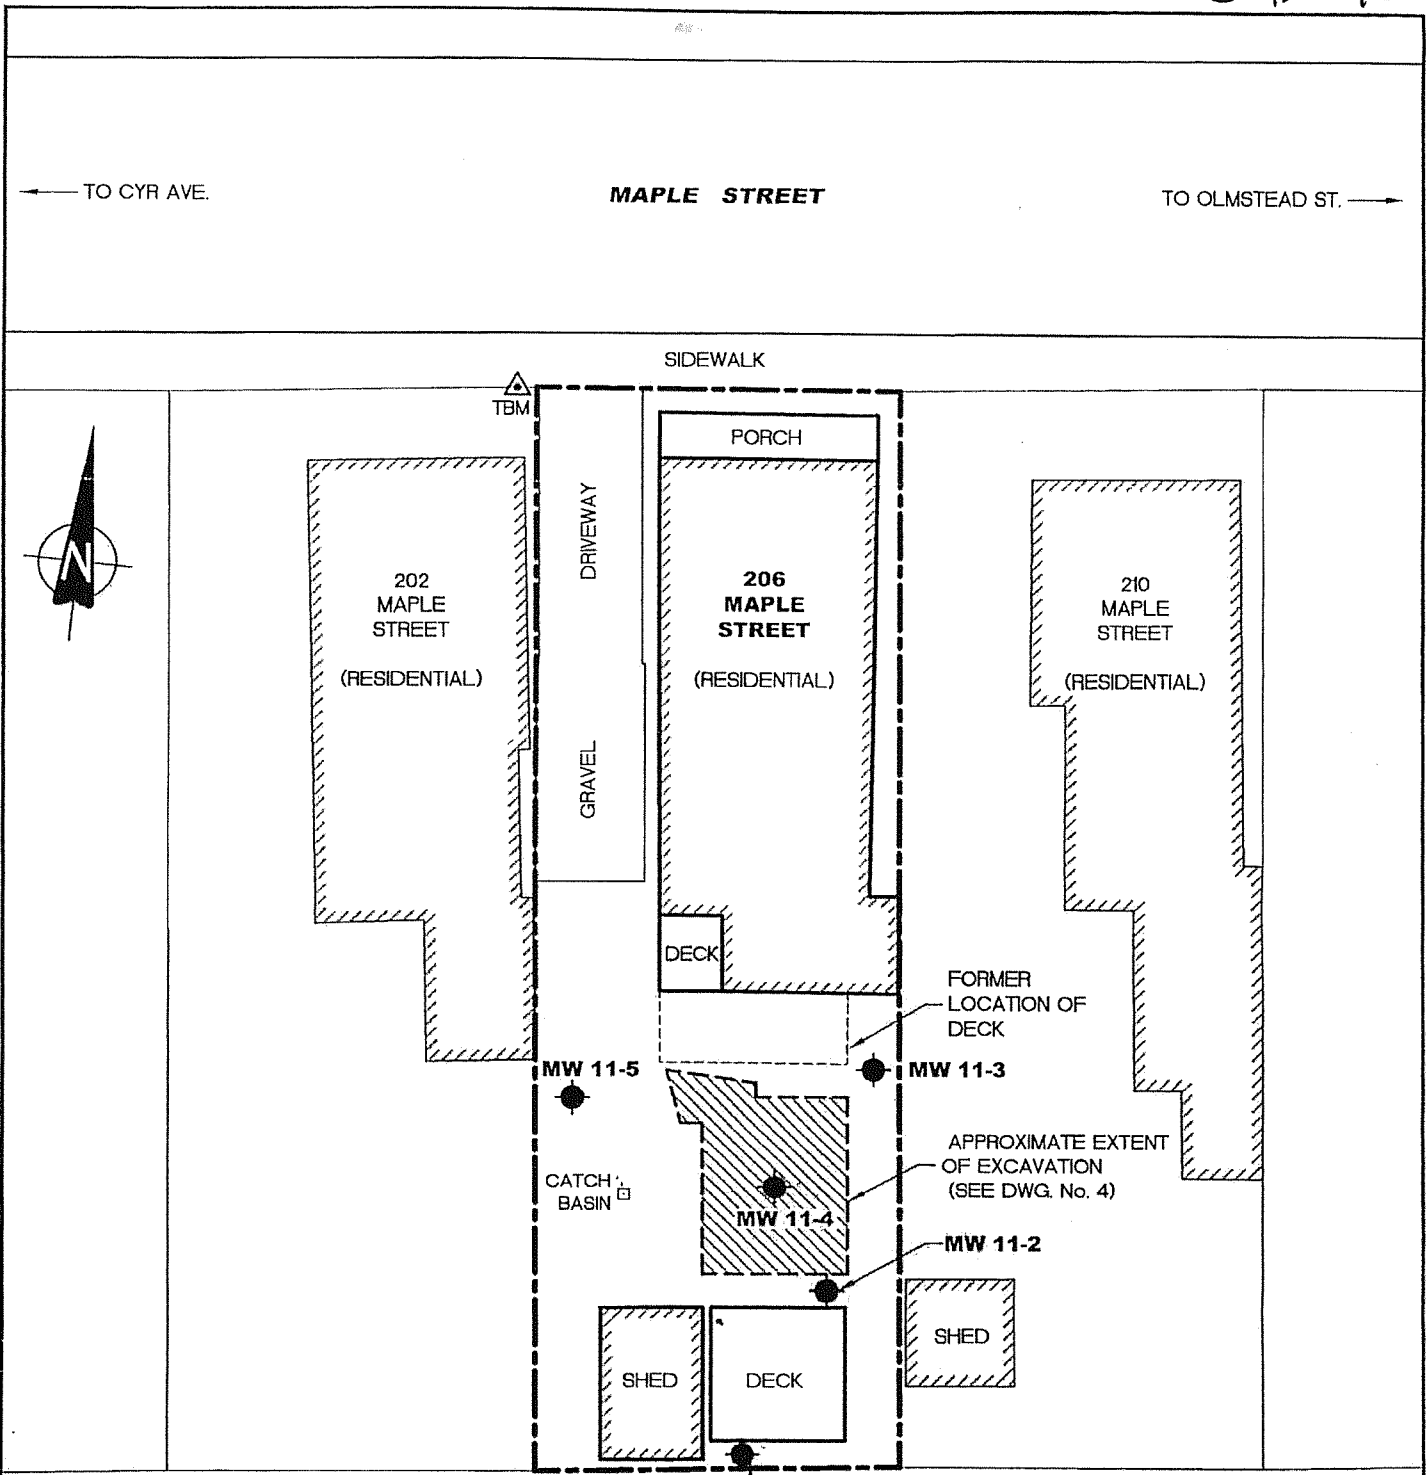 ← TO CYR AVE.
MAPLE STREET
TO OLMSTEAD ST. →
SIDEWALK
TBM
PORCH
DRIVEWAY
GRAVEL
N
202
MAPLE
STREET
(RESIDENTIAL)
206
MAPLE
STREET
(RESIDENTIAL)
210
MAPLE
STREET
(RESIDENTIAL)
DECK
FORMER
LOCATION OF
DECK
MW 11-5
MW 11-3
APPROXIMATE EXTENT
OF EXCAVATION
(SEE DWG. No. 4)
CATCH
BASIN
MW 11-4
MW 11-2
SHED
DECK
SHED